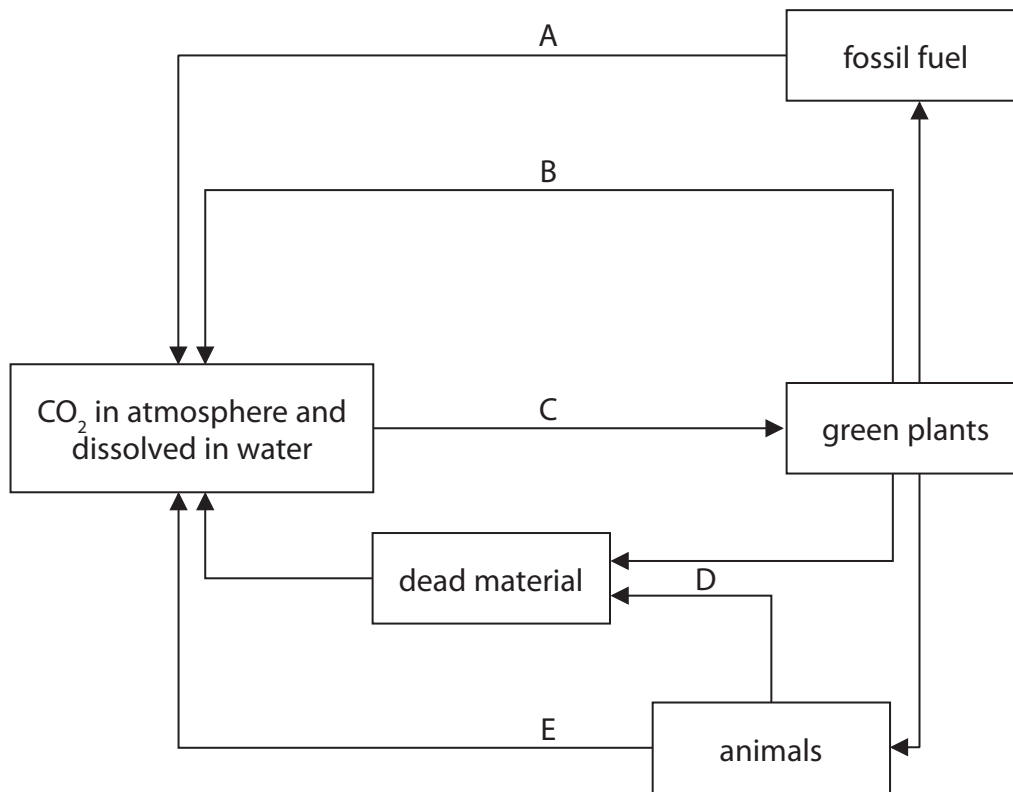 A
fossil fuel
B
CO₂ in atmosphere and
dissolved in water
C
green plants
dead material
D
E
animals